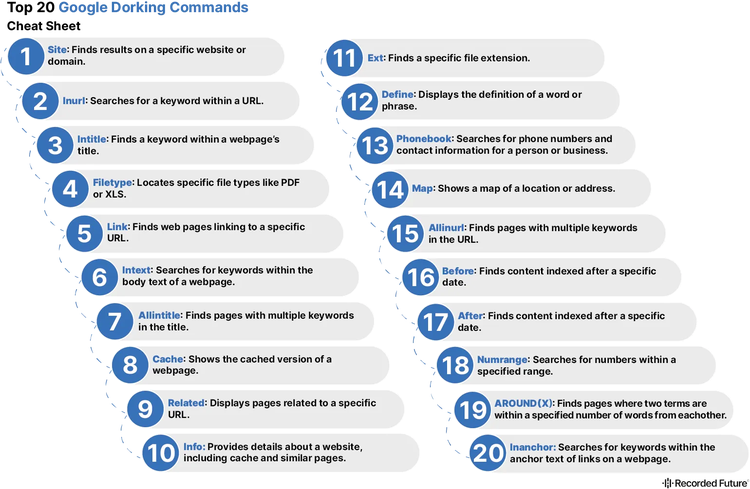 Top 20 Google Dorking Commands
Cheat Sheet
1
Site: Finds results on a specific website or
domain.
2
Inurl: Searches for a keyword within a URL.
3
Intitle: Finds a keyword within a webpage's
title.
4
Filetype: Locates specific file types like PDF
or XLS.
5
Link: Finds web pages linking to a specific
URL.
6
Intext: Searches for keywords within the
body text of a webpage.
7
Allintitle: Finds pages with multiple keywords
in the title.
8
Cache: Shows the cached version of a
webpage.
9
Related: Displays pages related to a specific
URL.
10
Info: Provides details about a website,
including cache and similar pages.
11
Ext: Finds a specific file extension.
12
Define: Displays the definition of a word or
phrase.
13
Phonebook: Searches for phone numbers and
contact information for a person or business.
14
Map: Shows a map of a location or address.
15
Allinurl: Finds pages with multiple keywords
in the URL.
16
Before: Finds content indexed after a specific
date.
17
After: Finds content indexed after a specific
date.
18
Numrange: Searches for numbers within a
specified range.
19
AROUND(X): Finds pages where two terms are
within a specified number of words from eachother.
20
Inanchor: Searches for keywords within the
anchor text of links on a webpage.
Recorded Future